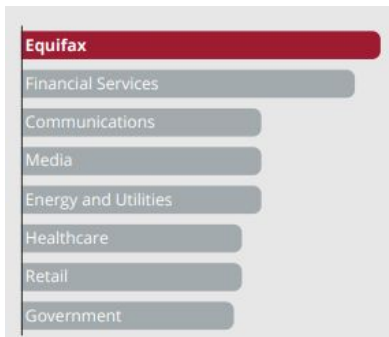 Equifax
Financial Services
Communications
Media
Energy and Utilities
Healthcare
Retail
Government